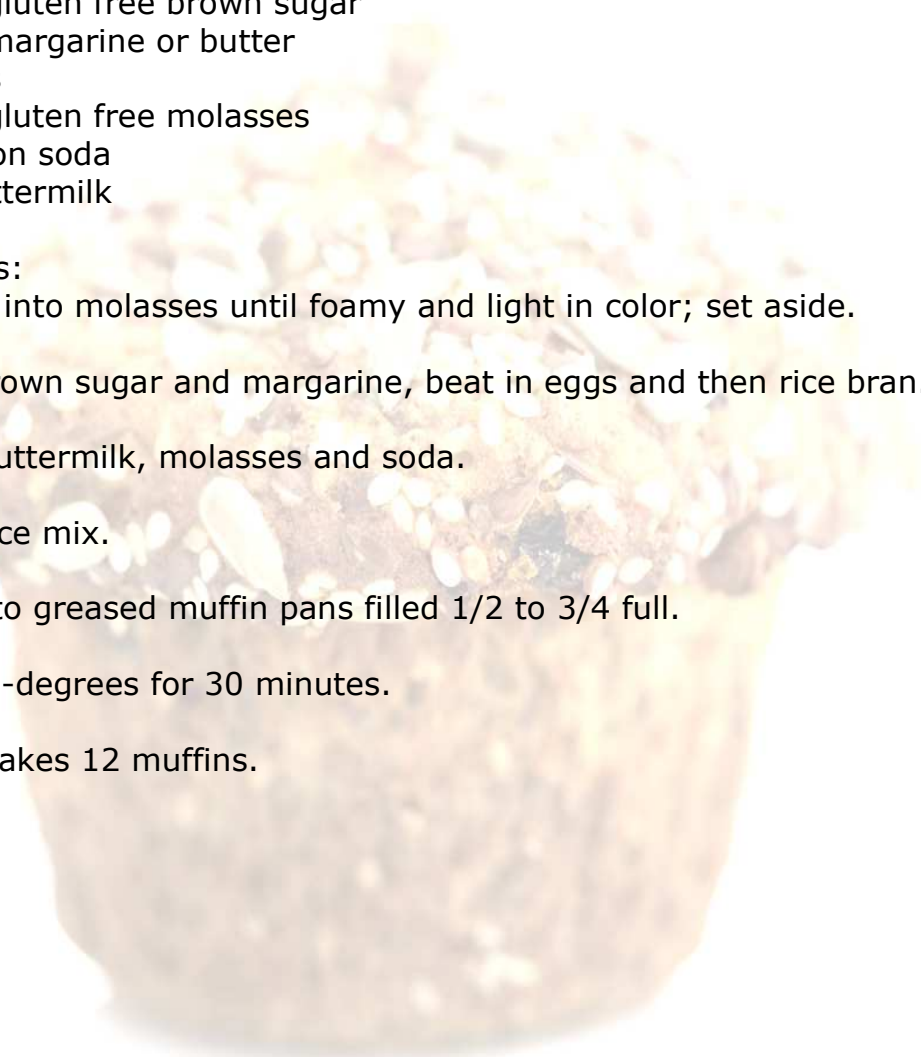 gluten free brown sugar
margarine or butter
gluten free molasses
on soda
ttermilk
s:
into molasses until foamy and light in color; set aside.
own sugar and margarine, beat in eggs and then rice bran
uttermilk, molasses and soda.
ce mix.
to greased muffin pans filled 1/2 to 3/4 full.
-degrees for 30 minutes.
akes 12 muffins.